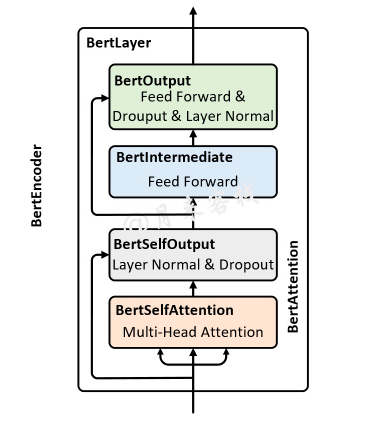 BertLayer
BertOutput
Feed Forward &
Drouput & Layer Normal
BertIntermediate
Feed Forward
BertEncoder
BertSelfOutput
Layer Normal & Dropout
BertAttention
BertSelfAttention
Multi-Head Attention